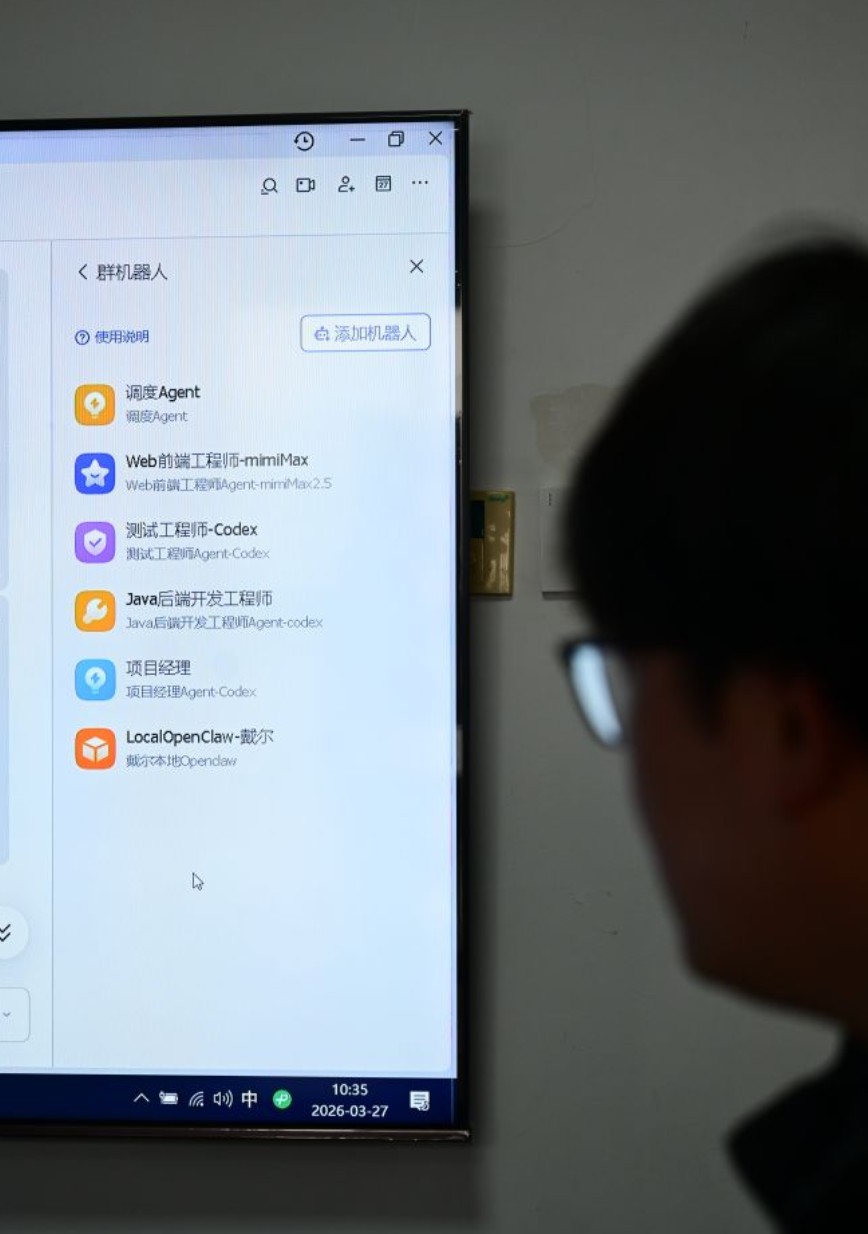 27
群机器人
使用说明
添加机器人
调度Agent
调度Agent
Web前端工程师-mimiMax
Web前端工程师Agent-mimiMax2.5
测试工程师-Codex
测试工程师Agent-Codex
Java后端开发工程师
Java后端开发工程师Agent-codex
项目经理
项目经理Agent-Codex
LocalOpenClaw-戴尔
戴尔本地Openclaw
中
10:35
2026-03-27